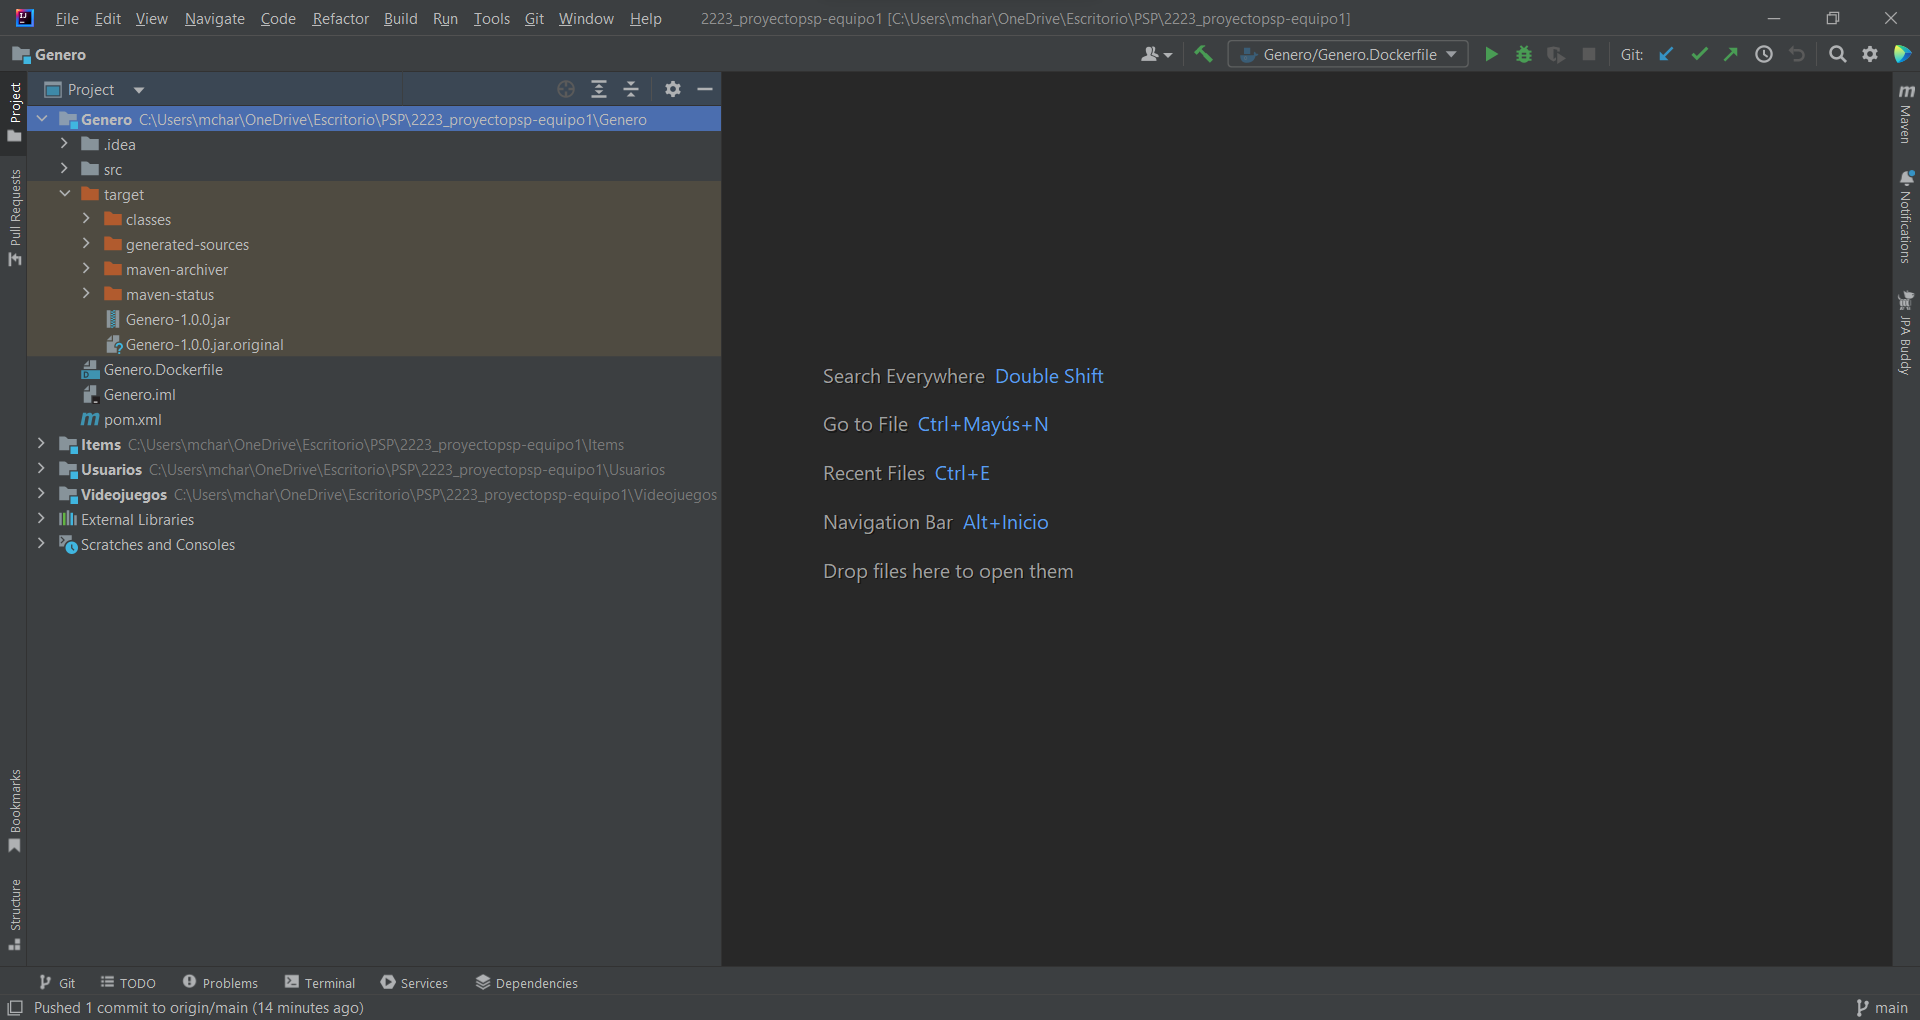 File Edit View Navigate Code Refactor Build Run Tools Git Window Help 2223_proyectopsp-equipo1 [C:\Users\mchar\OneDrive\Escritorio\PSP\2223_proyectopsp-equipo1]
Genero Genero/Genero.Dockerfile Git:
Project
Genero C:\Users\mchar\OneDrive\Escritorio\PSP\2223_proyectopsp-equipo1\Genero
.idea
src
target
classes
generated-sources
maven-archiver
maven-status
Genero-1.0.0.jar
Genero-1.0.0.jar.original
Genero.Dockerfile
Genero.iml
pom.xml
Items C:\Users\mchar\OneDrive\Escritorio\PSP\2223_proyectopsp-equipo1\Items
Usuarios C:\Users\mchar\OneDrive\Escritorio\PSP\2223_proyectopsp-equipo1\Usuarios
Videojuegos C:\Users\mchar\OneDrive\Escritorio\PSP\2223_proyectopsp-equipo1\Videojuegos
External Libraries
Scratches and Consoles
Project
Pull Requests
Bookmarks
Structure
Search Everywhere Double Shift
Go to File Ctrl+Mayús+N
Recent Files Ctrl+E
Navigation Bar Alt+Inicio
Drop files here to open them
Maven
Notifications
JPA Buddy
Git TODO Problems Terminal Services Dependencies
Pushed 1 commit to origin/main (14 minutes ago) main